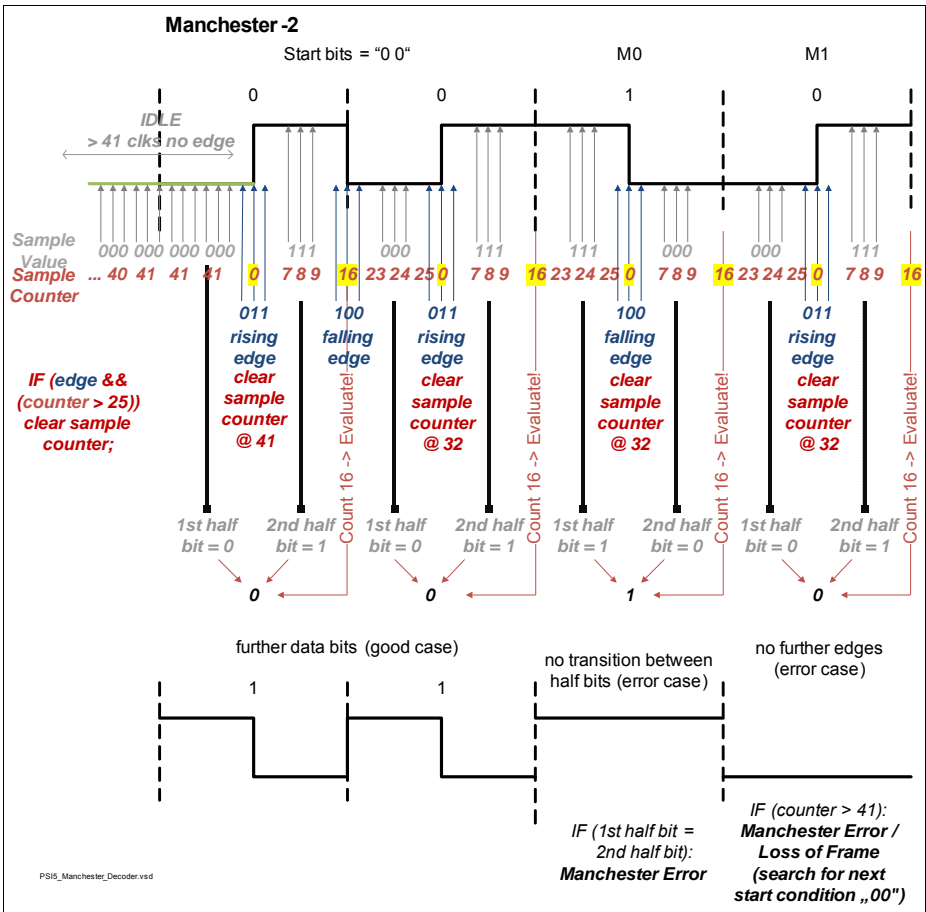 Manchester -2
Start bits = “0 0“ M0 M1
0 0 1 0
IDLE
> 41 clks no edge
Sample Value 000 000 000 000 111 000 111 111 000 000 111
Sample Counter ... 40 41 41 41 0 7 8 9 16 23 24 25 0 7 8 9 16 23 24 25 0 7 8 9 16 23 24 25 0 7 8 9 16
011 100 011 100 011
rising falling rising falling rising
edge edge edge edge edge
clear clear clear clear
sample sample sample sample
counter counter counter counter
@ 41 @ 32 @ 32 @ 32
IF (edge &&
(counter > 25))
clear sample
counter;
Count 16 -> Evaluate! Count 16 -> Evaluate! Count 16 -> Evaluate! Count 16 -> Evaluate!
1st half 2nd half 1st half 2nd half 1st half 2nd half 1st half 2nd half
bit = 0 bit = 1 bit = 0 bit = 1 bit = 1 bit = 0 bit = 0 bit = 1
0 0 1 0
further data bits (good case)
no transition between
half bits (error case)
no further edges
(error case)
1 1
IF (1st half bit =
2nd half bit):
Manchester Error
IF (counter > 41):
Manchester Error /
Loss of Frame
(search for next
start condition „00")
PSI5_Manchester_Decoder.vsd